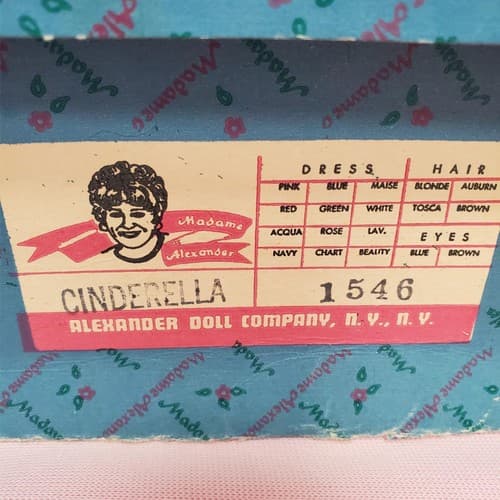 Madame
Alexander
CINDERELLA
DRESS HAIR
PINK BLUE MAISE BLONDE AUBURN
RED GREEN WHITE TOSCA BROWN
ACQUA ROSE LAV. EYES
NAVY CHART BEAUTY BLUE BROWN
1546
ALEXANDER DOLL COMPANY, N.Y., N.Y.